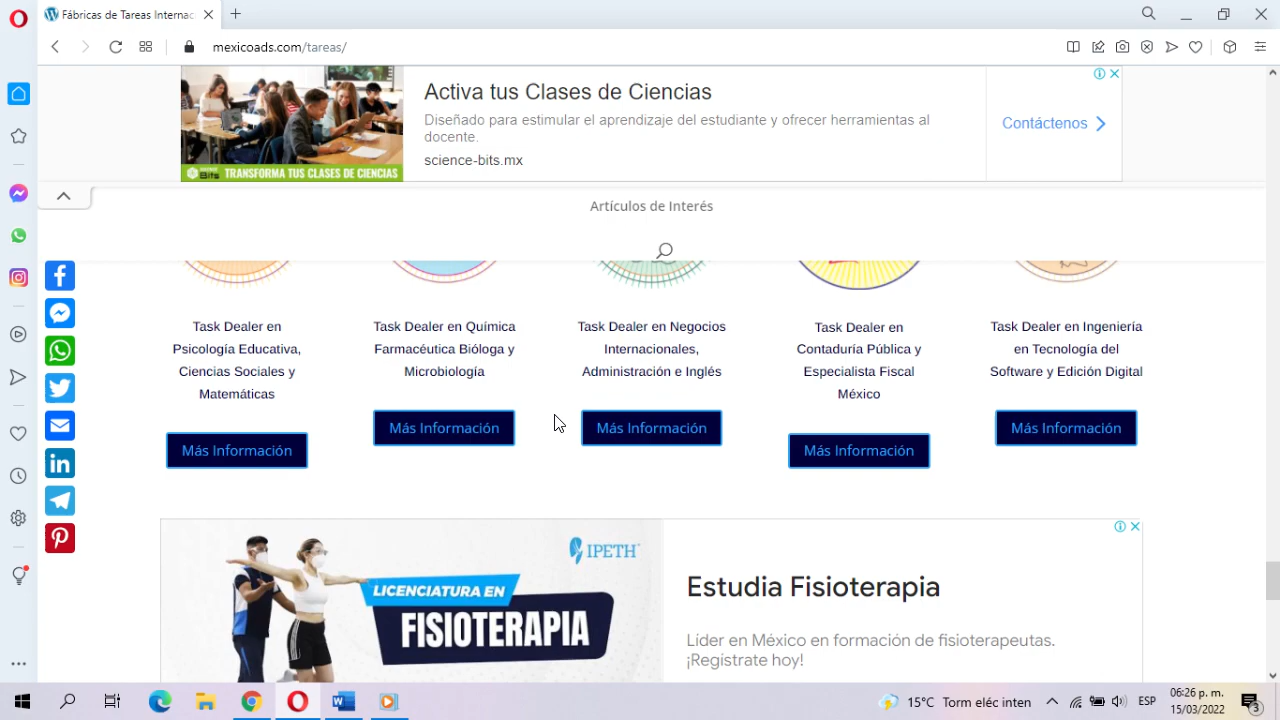 Fábricas de Tareas Internac
mexicoads.com/tareas/
Activa tus Clases de Ciencias
Diseñado para estimular el aprendizaje del estudiante y ofrecer herramientas al
docente.
science-bits.mx
Contáctenos
Bits
TRANSFORMA TUS CLASES DE CIENCIAS
Artículos de Interés
Task Dealer en
Psicología Educativa,
Ciencias Sociales y
Matemáticas
Más Información
Task Dealer en Química
Farmacéutica Bióloga y
Microbiología
Más Información
Task Dealer en Negocios
Internacionales,
Administración e Inglés
Más Información
Task Dealer en
Contaduría Pública y
Especialista Fiscal
México
Más Información
Task Dealer en Ingeniería
en Tecnología del
Software y Edición Digital
Más Información
IPETH
LICENCIATURA EN
FISIOTERAPIA
Estudia Fisioterapia
Líder en México en formación de fisioterapeutas.
¡Registrate hoy!
15°C Torm eléc inten
ESP
06:26 p. m.
15/03/2022
3